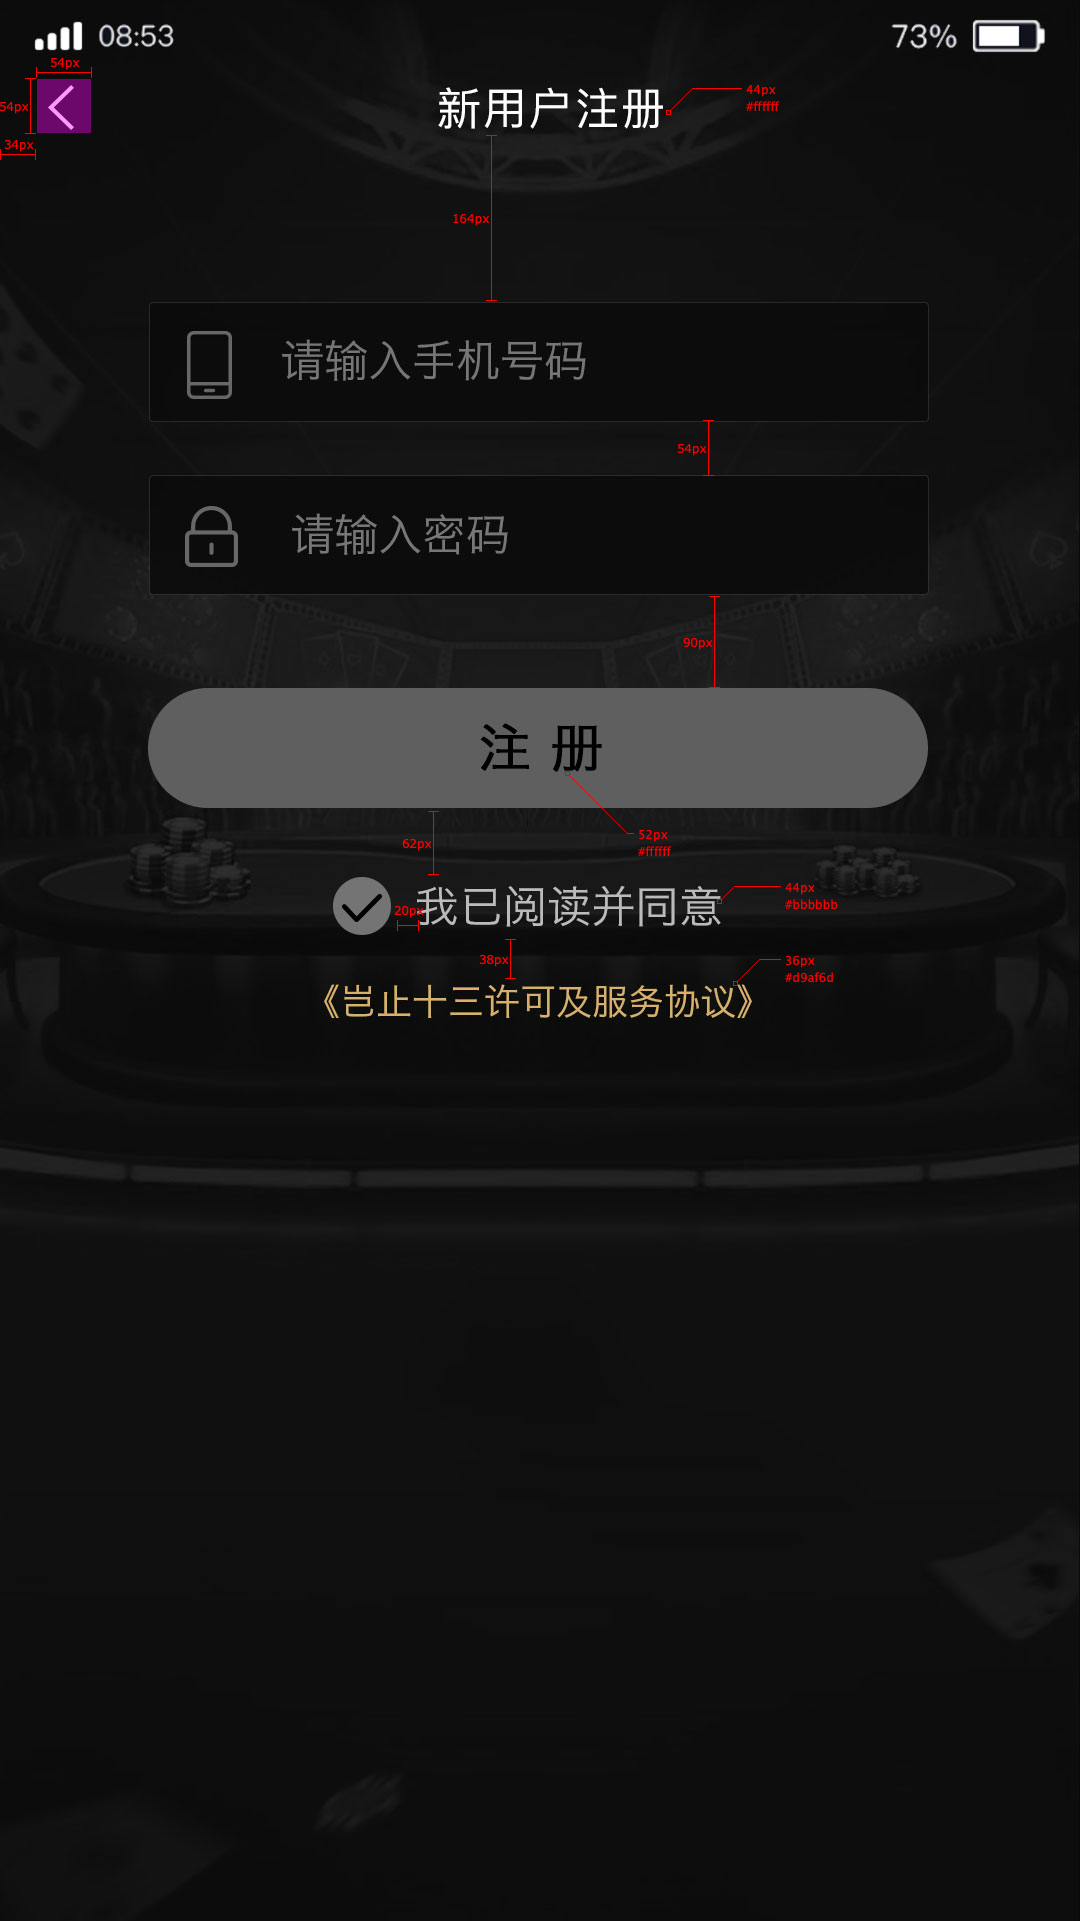 08:53
73%
54px
54px
34px
新用户注册
44px
#ffffff
164px
请输入手机号码
54px
请输入密码
90px
注 册
52px
#ffffff
62px
我已阅读并同意
20px
44px
#bbbbbb
38px
36px
#d9af6d
《岂止十三许可及服务协议》